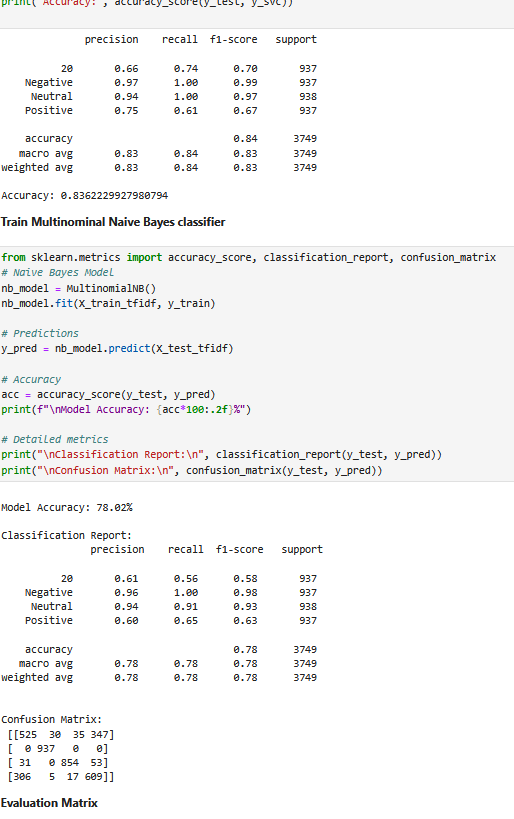 print("Accuracy: ", accuracy_score(y_test, y_svc))
precision recall f1-score support
20 0.66 0.74 0.70 937
Negative 0.97 1.00 0.99 937
Neutral 0.94 1.00 0.97 938
Positive 0.75 0.61 0.67 937
accuracy 0.84 3749
macro avg 0.83 0.84 0.83 3749
weighted avg 0.83 0.84 0.83 3749
Accuracy: 0.8362229927980794
Train Multinominal Naive Bayes classifier
from sklearn.metrics import accuracy_score, classification_report, confusion_matrix
# Naive Bayes Model
nb_model = MultinomialNB()
nb_model.fit(X_train_tfidf, y_train)
# Predictions
y_pred = nb_model.predict(X_test_tfidf)
# Accuracy
acc = accuracy_score(y_test, y_pred)
print(f"\nModel Accuracy: {acc*100:.2f}%")
# Detailed metrics
print("\nClassification Report:\n", classification_report(y_test, y_pred))
print("\nConfusion Matrix:\n", confusion_matrix(y_test, y_pred))
Model Accuracy: 78.02%
Classification Report:
precision recall f1-score support
20 0.61 0.56 0.58 937
Negative 0.96 1.00 0.98 937
Neutral 0.94 0.91 0.93 938
Positive 0.60 0.65 0.63 937
accuracy 0.78 3749
macro avg 0.78 0.78 0.78 3749
weighted avg 0.78 0.78 0.78 3749
Confusion Matrix:
[[525 30 35 347]
[ 0 937 0 0]
[ 31 0 854 53]
[306 5 17 609]]
Evaluation Matrix